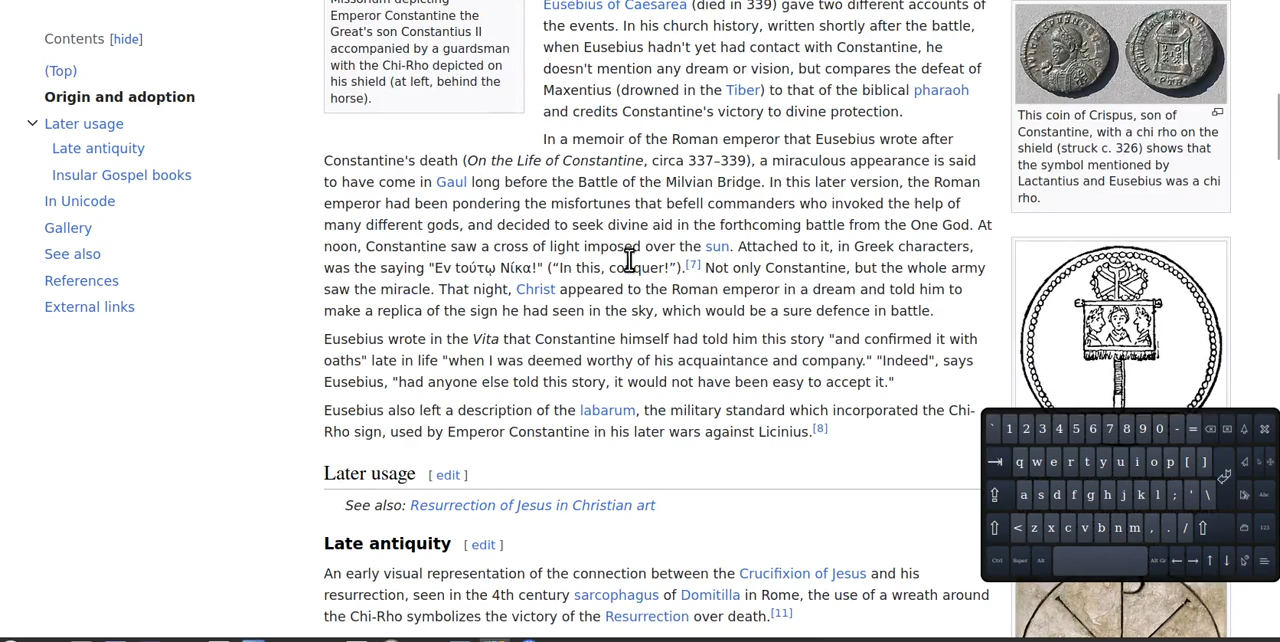 Contents [hide]
(Top)
Origin and adoption
Later usage
Late antiquity
Insular Gospel books
In Unicode
Gallery
See also
References
External links
Missorium depicting
Emperor Constantine the
Great's son Constantius II
accompanied by a guardsman
with the Chi-Rho depicted on
his shield (at left, behind the
horse).
Eusebius of Caesarea (died in 339) gave two different accounts of
the events. In his church history, written shortly after the battle,
when Eusebius hadn't yet had contact with Constantine, he
doesn't mention any dream or vision, but compares the defeat of
Maxentius (drowned in the Tiber) to that of the biblical pharaoh
and credits Constantine's victory to divine protection.
In a memoir of the Roman emperor that Eusebius wrote after
Constantine's death (On the Life of Constantine, circa 337–339), a miraculous appearance is said
to have come in Gaul long before the Battle of the Milvian Bridge. In this later version, the Roman
emperor had been pondering the misfortunes that befell commanders who invoked the help of
many different gods, and decided to seek divine aid in the forthcoming battle from the One God. At
noon, Constantine saw a cross of light imposed over the sun. Attached to it, in Greek characters,
was the saying "Εν τούτῳ Νίκα!" (“In this, conquer!”).[7] Not only Constantine, but the whole army
saw the miracle. That night, Christ appeared to the Roman emperor in a dream and told him to
make a replica of the sign he had seen in the sky, which would be a sure defence in battle.
Eusebius wrote in the Vita that Constantine himself had told him this story "and confirmed it with
oaths" late in life "when I was deemed worthy of his acquaintance and company." "Indeed", says
Eusebius, "had anyone else told this story, it would not have been easy to accept it."
Eusebius also left a description of the labarum, the military standard which incorporated the Chi-
Rho sign, used by Emperor Constantine in his later wars against Licinius.[8]
Later usage [ edit ]
See also: Resurrection of Jesus in Christian art
Late antiquity [ edit ]
An early visual representation of the connection between the Crucifixion of Jesus and his
resurrection, seen in the 4th century sarcophagus of Domitilla in Rome, the use of a wreath around
the Chi-Rho symbolizes the victory of the Resurrection over death.[11]
This coin of Crispus, son of
Constantine, with a chi rho on the
shield (struck c. 326) shows that
the symbol mentioned by
Lactantius and Eusebius was a chi
rho.
` 1 2 3 4 5 6 7 8 9 0 - =
q w e r t y u i o p [ ]
a s d f g h j k l ; ' \ Abc
< z x c v b n m , . / 123
Ctrl Super Alt Alt Gr